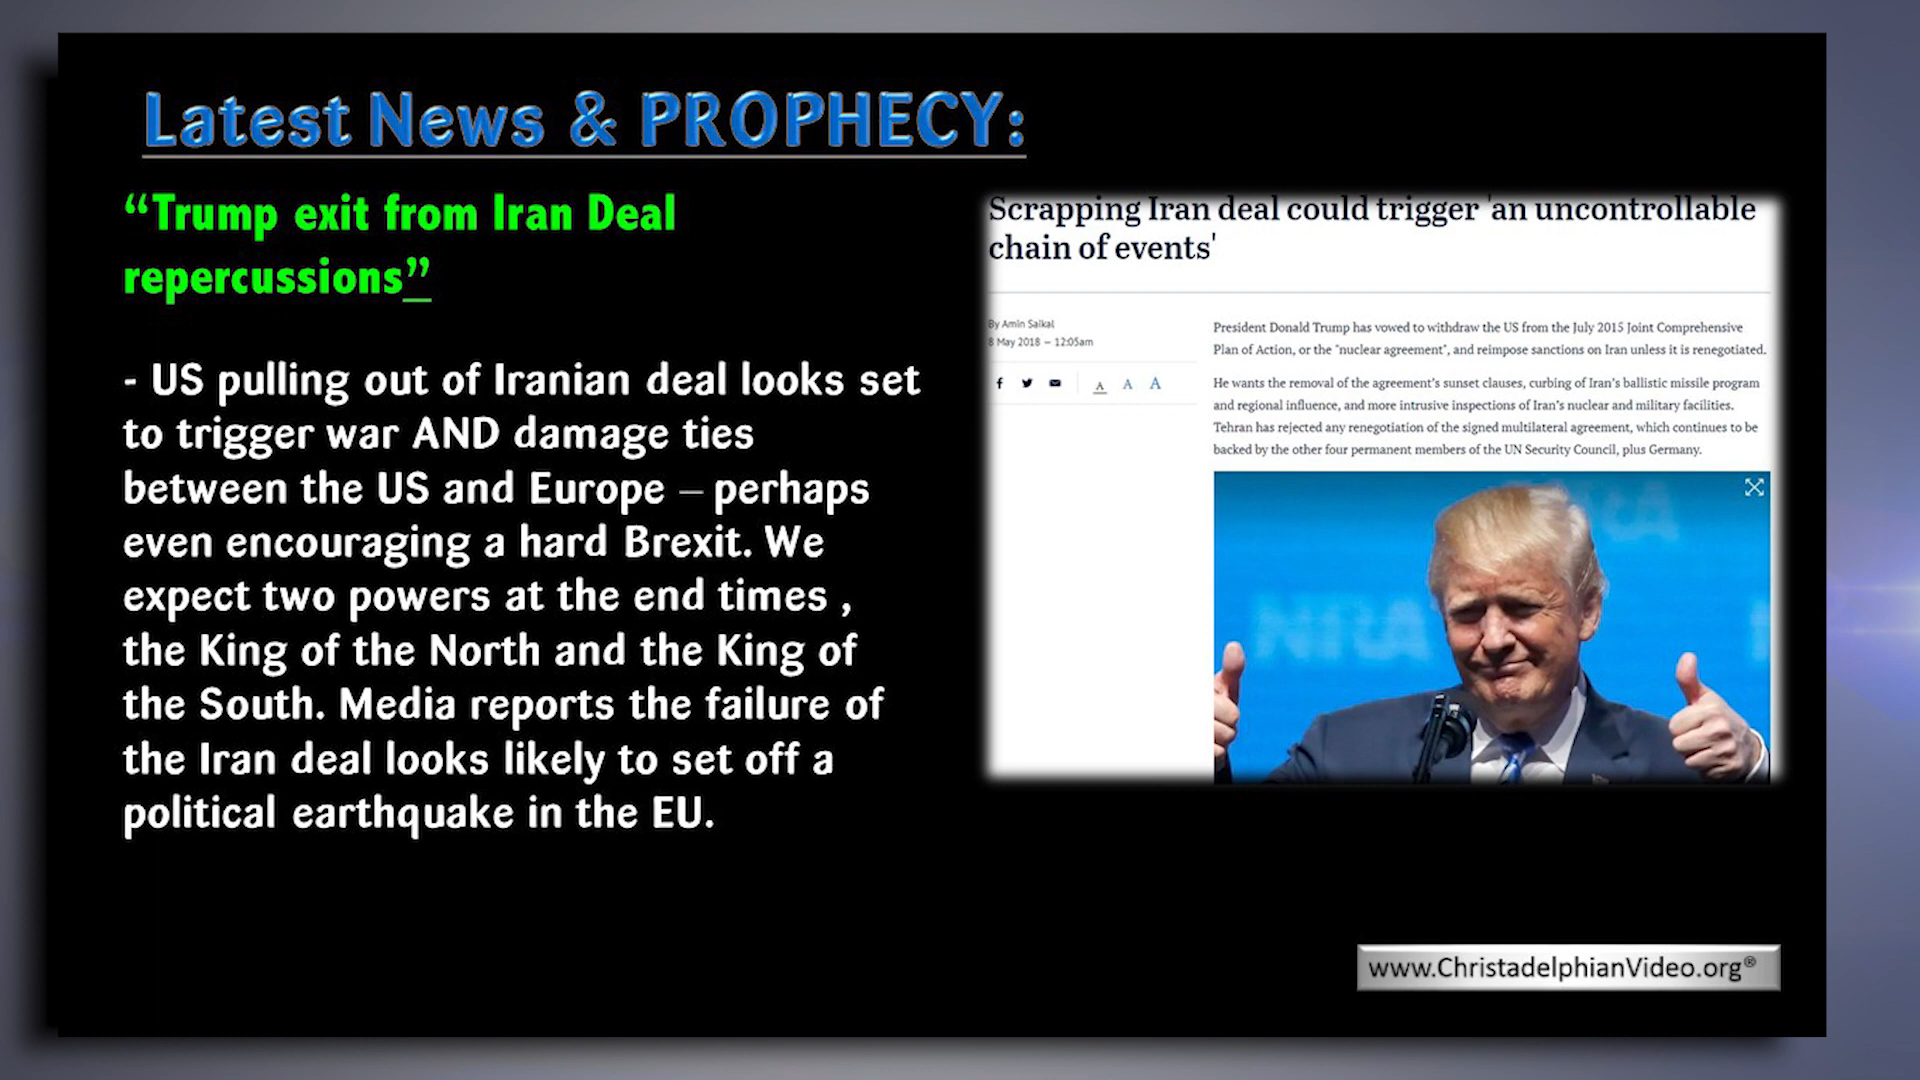 Latest News & PROPHECY:
“Trump exit from Iran Deal
repercussions”
- US pulling out of Iranian deal looks set
to trigger war AND damage ties
between the US and Europe – perhaps
even encouraging a hard Brexit. We
expect two powers at the end times ,
the King of the North and the King of
the South. Media reports the failure of
the Iran deal looks likely to set off a
political earthquake in the EU.
Scrapping Iran deal could trigger 'an uncontrollable
chain of events'
By Amin Saikal
8 May 2018 — 12:05am
A A A
President Donald Trump has vowed to withdraw the US from the July 2015 Joint Comprehensive
Plan of Action, or the "nuclear agreement", and reimpose sanctions on Iran unless it is renegotiated.
He wants the removal of the agreement's sunset clauses, curbing of Iran's ballistic missile program
and regional influence, and more intrusive inspections of Iran's nuclear and military facilities.
Tehran has rejected any renegotiation of the signed multilateral agreement, which continues to be
backed by the other four permanent members of the UN Security Council, plus Germany.
NRA
NRA
www.ChristadelphianVideo.org®